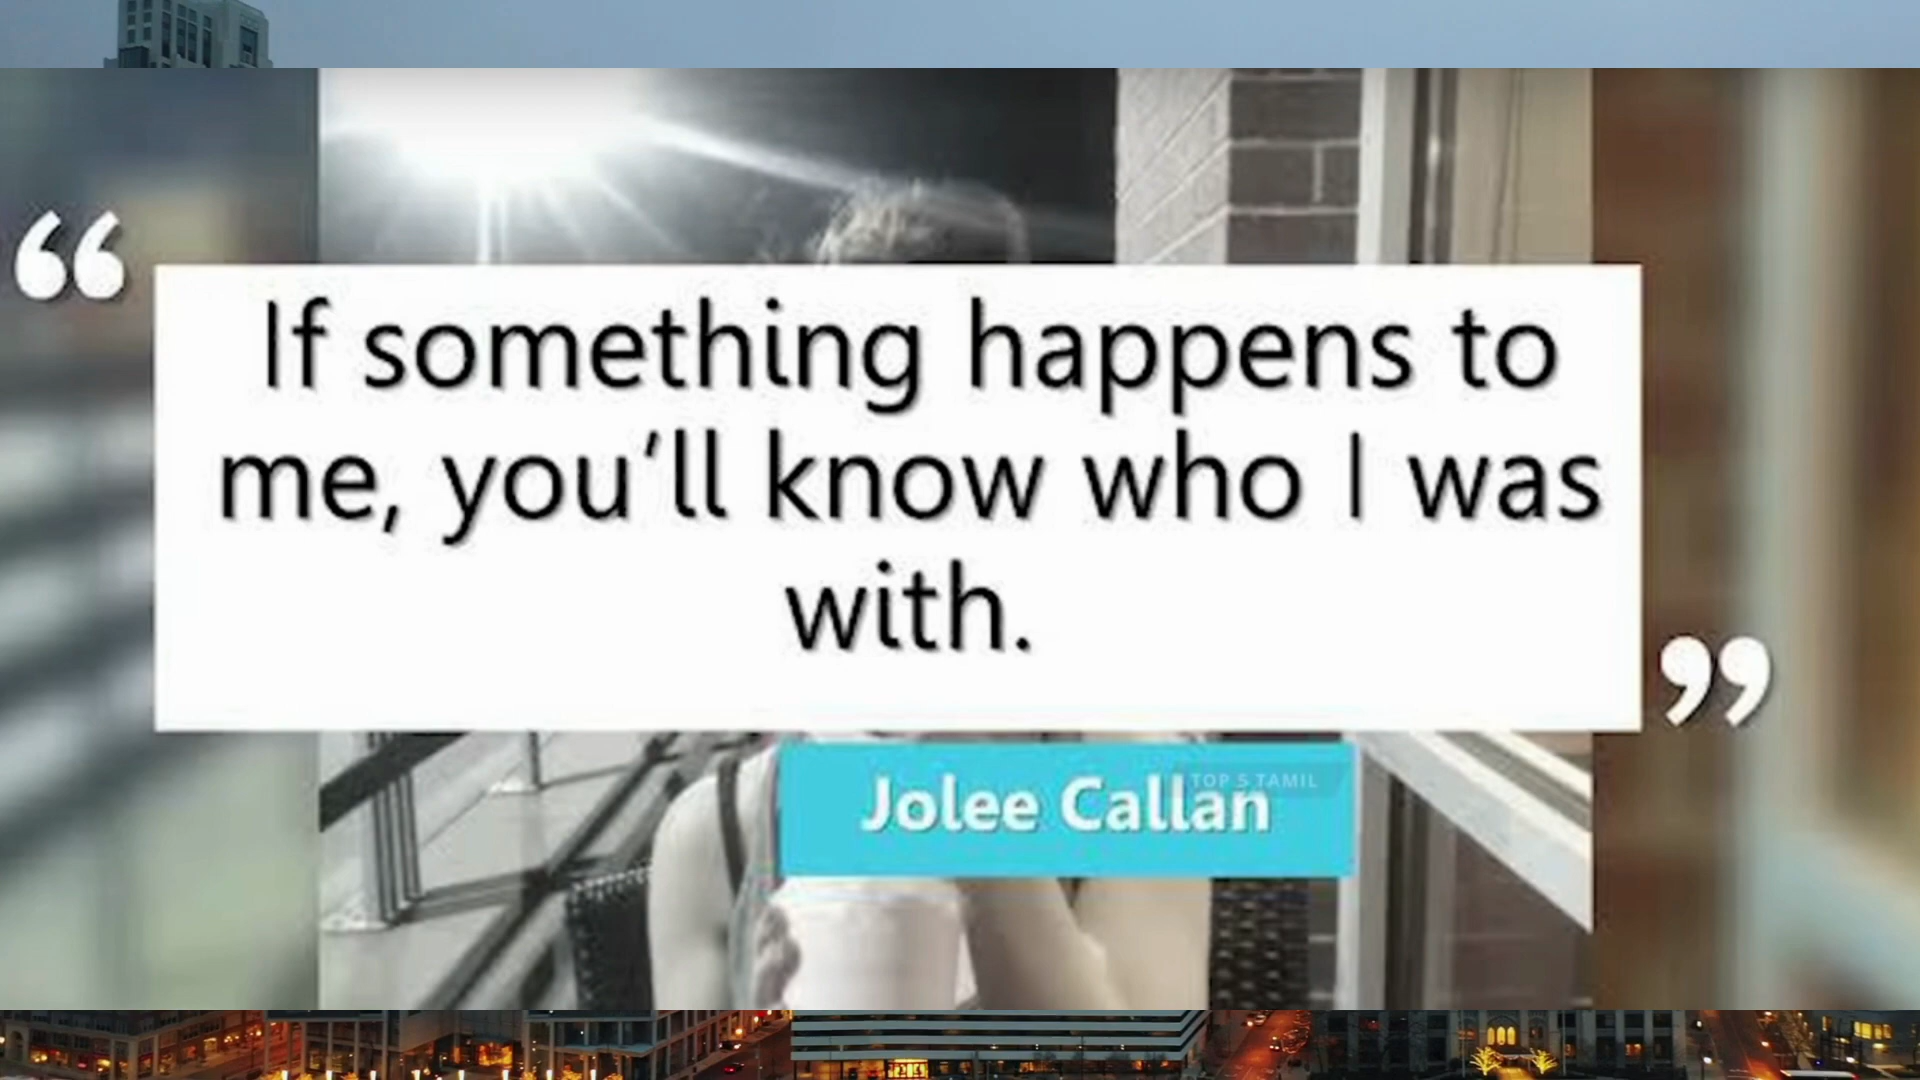 “
If something happens to
me, you’ll know who I was
with.
”
TOP 5 TAMIL
Jolee Callan